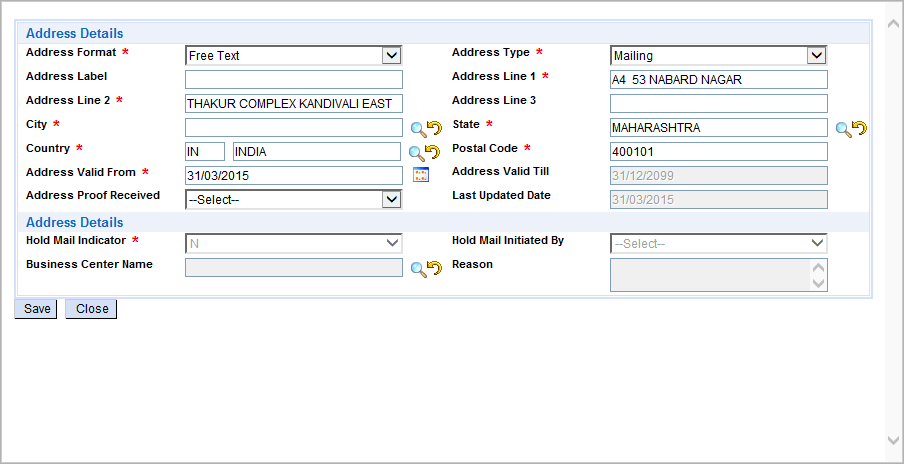 Address Details
Address Format * Free Text Address Type * Mailing
Address Label Address Line 1 * A4  53 NABARD NAGAR
Address Line 2 * THAKUR COMPLEX KANDIVALI EAST Address Line 3
City * State * MAHARASHTRA
Country * IN INDIA Postal Code * 400101
Address Valid From * 31/03/2015 Address Valid Till 31/12/2099
Address Proof Received --Select-- Last Updated Date 31/03/2015
Address Details
Hold Mail Indicator * N Hold Mail Initiated By --Select--
Business Center Name Reason
Save Close